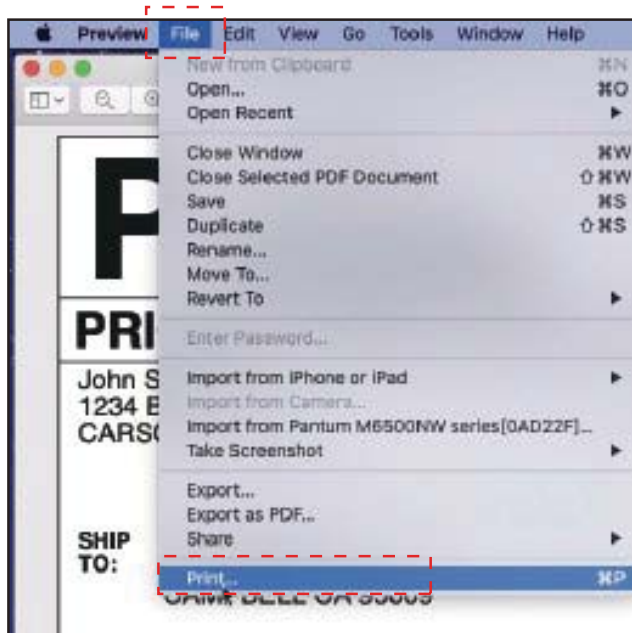 Preview File Edit View Go Tools Window Help
New from Clipboard ⌘N
Open... ⌘O
Open Recent
Close Window ⌘W
Close Selected PDF Document ⇧⌘W
Save ⌘S
Duplicate ⇧⌘S
Rename...
Move To...
Revert To
Enter Password...
Import from iPhone or iPad
Import from Camera...
Import from Pantum M6500NW series[0AD22F]...
Take Screenshot
Export...
Export as PDF...
Share
Print... ⌘P
P
PRI
John S
1234 B
CARSO
SHIP
TO: